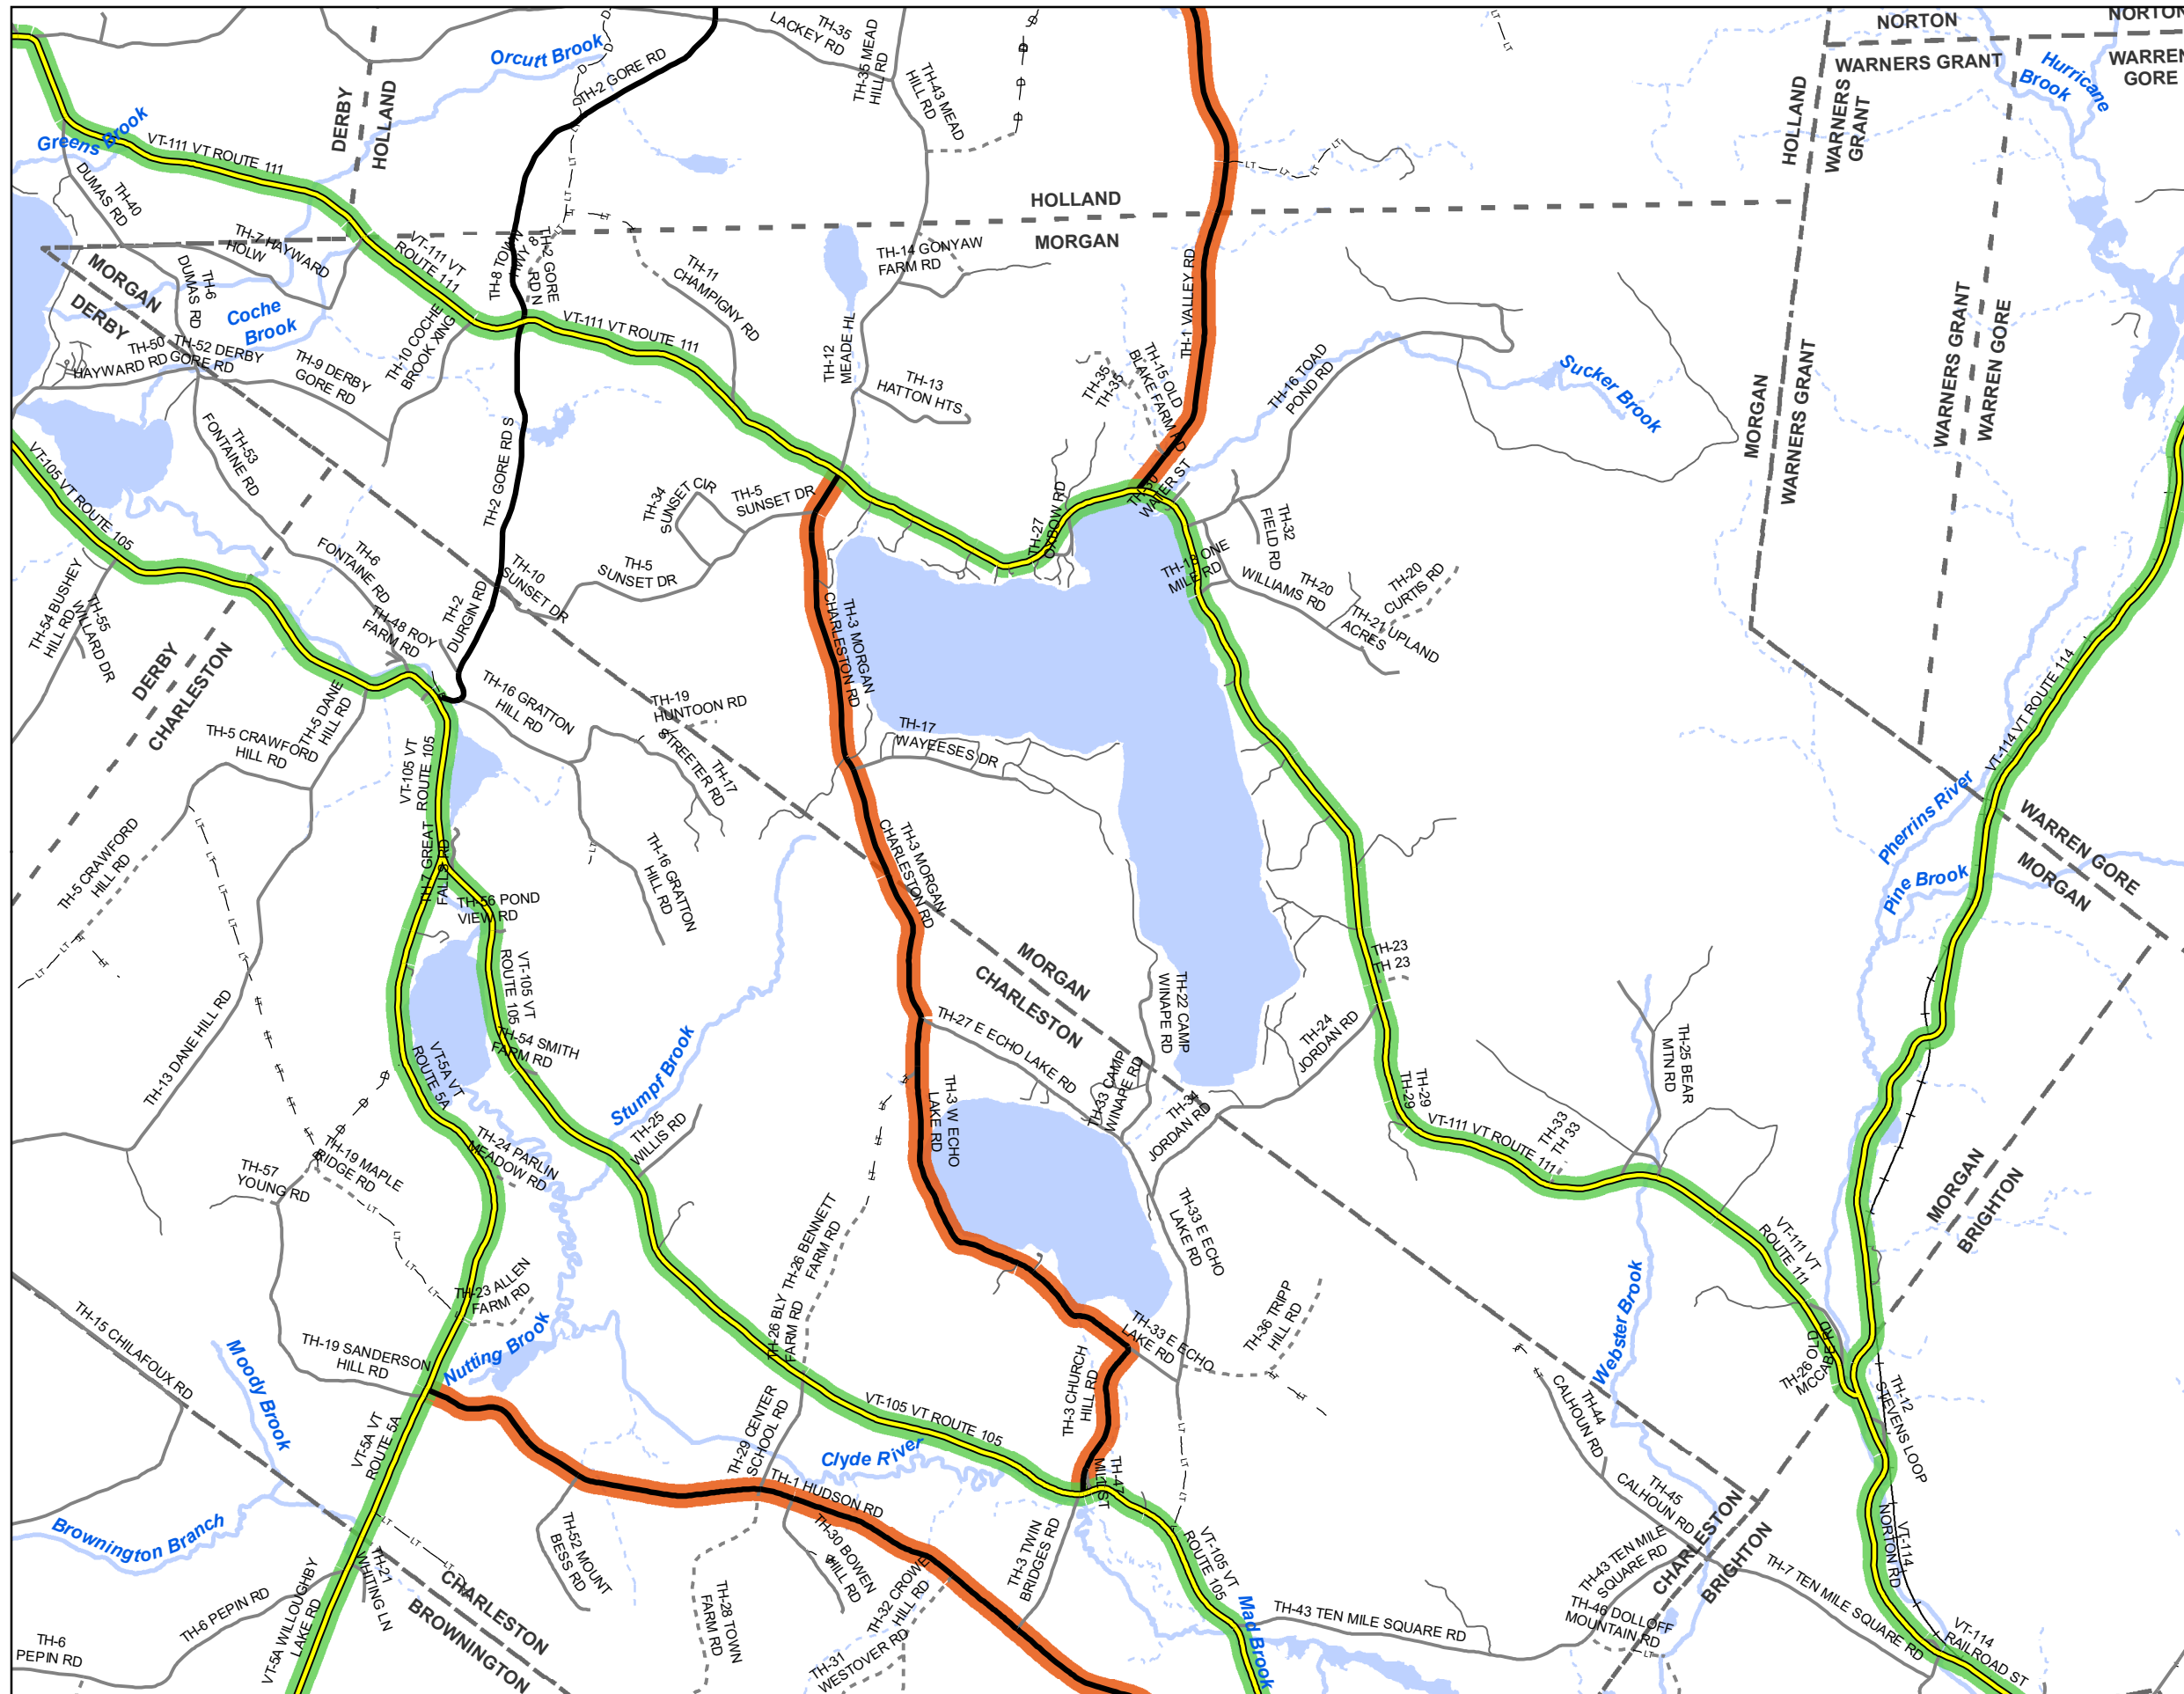 TH-35
LACKEY RD
TH-35 MEAD
HILL RD
TH-43 MEAD
HILL RD
NORTON
NORTON
WARNERS GRANT
WARREN
GORE
Hurricane
Brook
Orcutt Brook
TH-2 GORE RD
DERBY
HOLLAND
HOLLAND
WARNERS
GRANT
Greens Brook
VT-111 VT ROUTE 111
TH-40
DUMAS RD
HOLLAND
MORGAN
TH-7 HAYWARD
HOLW
VT-111 VT
ROUTE 111
TH-8 TOWN
HWY 8
TH-2 GORE
RD N
TH-14 GONYAW
FARM RD
TH-11
CHAMPIGNY RD
TH-1 VALLEY RD
MORGAN
DERBY
TH-6
DUMAS RD
Coche
Brook
VT-111 VT ROUTE 111
TH-50
HAYWARD RD
TH-52 DERBY
GORE RD
TH-9 DERBY
GORE RD
TH-10 COCHE
BROOK XING
TH-12
MEADE HL
TH-13
HATTON HTS
TH-35
TH-35
TH-15 OLD
BLAKE FARM RD
TH-16 TOAD
POND RD
Sucker Brook
MORGAN
WARNERS GRANT
WARNERS GRANT
WARREN GORE
TH-53
FONTAINE RD
TH-2 GORE RD S
VT-105 VT ROUTE 105
TH-34
SUNSET CIR
TH-5
SUNSET DR
TH-27
OXBOW RD
WATER ST
TH-32
FIELD RD
TH-6
FONTAINE RD
TH-10
SUNSET DR
TH-5
SUNSET DR
TH-18 ONE
MILE RD
TH-20
WILLIAMS RD
TH-20
CURTIS RD
TH-21 UPLAND
ACRES
TH-54 BUSHEY
HILL RD
TH-55
WILLARD DR
TH-48 ROY
FARM RD
TH-2
DURGIN RD
TH-3 MORGAN
CHARLESTON RD
DERBY
CHARLESTON
TH-5 DANE
HILL RD
TH-16 GRATTON
HILL RD
TH-19
HUNTOON RD
TH-5 CRAWFORD
HILL RD
TH-17
STREETER RD
TH-17
WAYEESES DR
VT-105 VT
ROUTE 105
VT-114 VT ROUTE 114
Pherrins River
WARREN GORE
MORGAN
Pine Brook
TH-5 CRAWFORD
HILL RD
TH-7 GREAT
FALLS RD
TH-16 GRATTON
HILL RD
TH-3 MORGAN
CHARLESTON RD
TH-56 POND
VIEW RD
VT-105 VT
ROUTE 105
MORGAN
CHARLESTON
TH-23
TH 23
TH-22 CAMP
WINAPE RD
TH-13 DANE HILL RD
TH-54 SMITH
FARM RD
VT-5A VT
ROUTE 5A
Stumpf Brook
TH-27 E ECHO LAKE RD
TH-24
JORDAN RD
TH-33 CAMP
WINAPE RD
TH-34
JORDAN RD
TH-29
TH-29
TH-25 BEAR
MTN RD
VT-111 VT ROUTE 111
TH-33
TH 33
TH-3 W ECHO
LAKE RD
TH-25
WILLIS RD
TH-24 PARLIN
MEADOW RD
TH-19 MAPLE
RIDGE RD
TH-57
YOUNG RD
TH-33 E ECHO
LAKE RD
MORGAN
BRIGHTON
VT-111 VT
ROUTE 111
TH-26 BENNETT
FARM RD
TH-26 BLY
FARM RD
TH-23 ALLEN
FARM RD
Nutting Brook
TH-15 CHILAFOUX RD
TH-19 SANDERSON
HILL RD
Moody Brook
TH-33 E ECHO
LAKE RD
TH-36 TRIPP
HILL RD
Webster Brook
TH-26 OLD
MCCABE RD
TH-12
STEVENS LOOP
TH-3 CHURCH
HILL RD
TH-44
CALHOUN RD
VT-5A VT
ROUTE 5A
TH-29 CENTER
SCHOOL RD
VT-105 VT ROUTE 105
Clyde River
TH-1 HUDSON RD
TH-47
MILL ST
TH-45
CALHOUN RD
CHARLESTON
BRIGHTON
VT-114
NORTON RD
Brownington Branch
TH-21
WHITING LN
CHARLESTON
BROWNINGTON
TH-52 MOUNT
BESS RD
TH-30 BOWEN
HILL RD
TH-32 CROWE
HILL RD
TH-3 TWIN
BRIDGES RD
VT-105 VT
ROUTE 105
Mad Brook
TH-43 TEN MILE
SQUARE RD
TH-7 TEN MILE SQUARE RD
TH-43 TEN MILE SQUARE RD
TH-46 DOLLOFF
MOUNTAIN RD
VT-114
RAILROAD ST
TH-6 PEPIN RD
TH-6
PEPIN RD
VT-5A WILLOUGHBY
LAKE RD
TH-28 TOWN
FARM RD
TH-31
WESTOVER RD